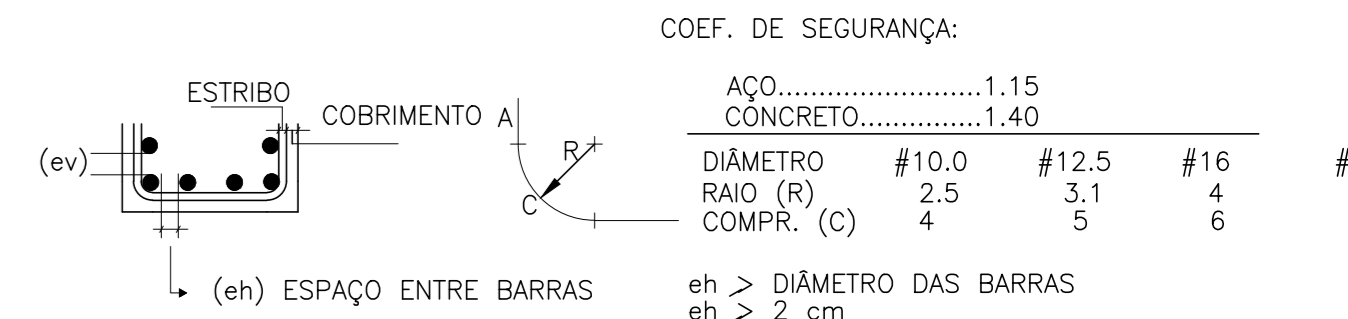 COEF. DE SEGURANÇA:
AÇO........................1.15
CONCRETO...............1.40
ESTRIBO
COBRIMENTO
A
(ev)
R
C
DIÂMETRO #10.0 #12.5 #16 #
RAIO (R) 2.5 3.1 4
COMPR. (C) 4 5 6
(eh) ESPAÇO ENTRE BARRAS
eh > DIÂMETRO DAS BARRAS
eh > 2 cm